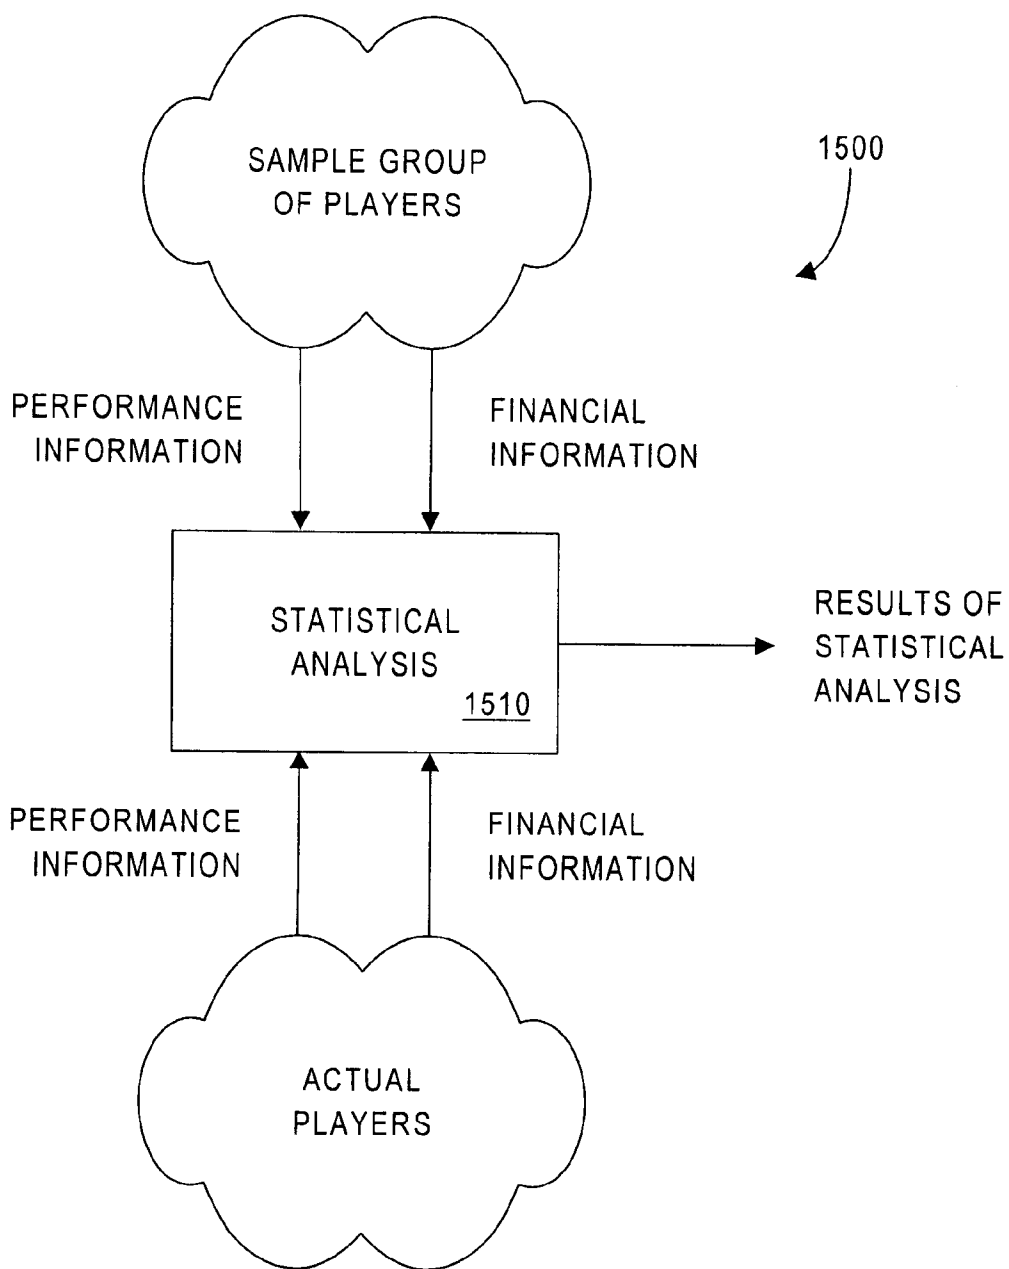 SAMPLE GROUP
OF PLAYERS
1500
PERFORMANCE
INFORMATION
FINANCIAL
INFORMATION
STATISTICAL
ANALYSIS
1510
RESULTS OF
STATISTICAL
ANALYSIS
PERFORMANCE
INFORMATION
FINANCIAL
INFORMATION
ACTUAL
PLAYERS